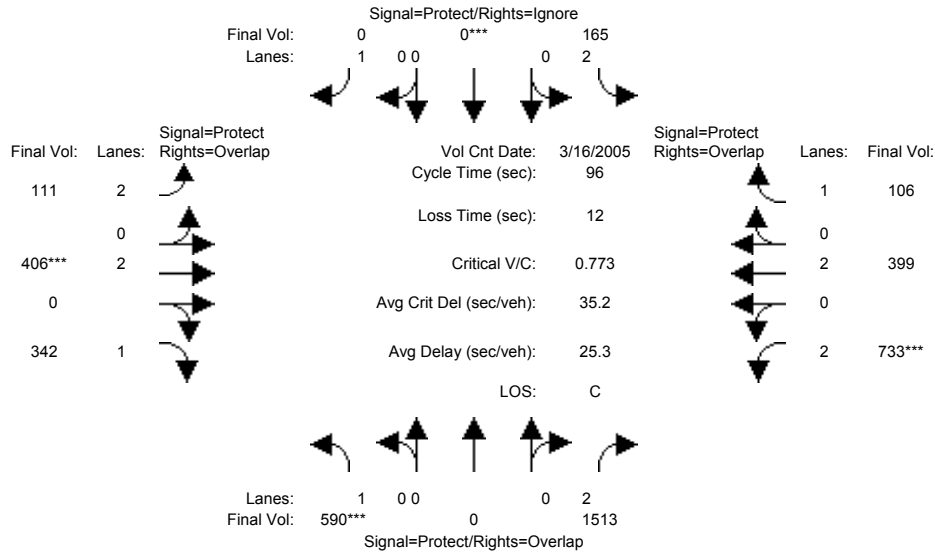 Signal=Protect/Rights=Ignore
Final Vol: 0 0*** 165
Lanes: 1 0 0 0 2
Signal=Protect
Final Vol: Lanes: Rights=Overlap
Vol Cnt Date: 3/16/2005
Signal=Protect
Rights=Overlap Lanes: Final Vol:
Cycle Time (sec): 96
111 2
1 106
Loss Time (sec): 12
0
0
406*** 2
Critical V/C: 0.773
2 399
0
Avg Crit Del (sec/veh): 35.2
0
342 1
Avg Delay (sec/veh): 25.3
2 733***
LOS: C
Lanes: 1 0 0 0 2
Final Vol: 590*** 0 1513
Signal=Protect/Rights=Overlap